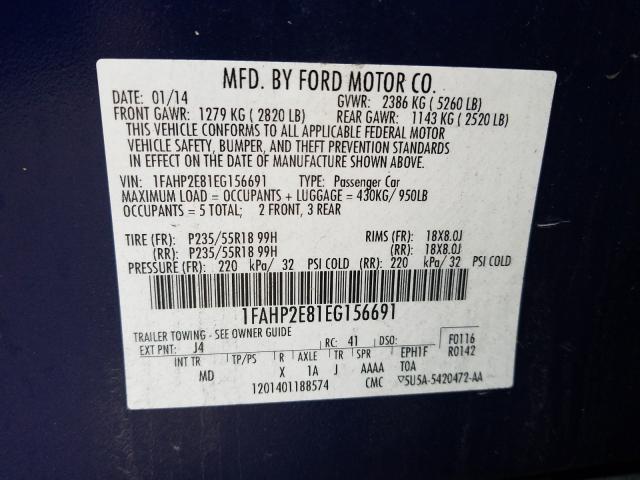 MFD. BY FORD MOTOR CO.
DATE: 01/14 GVWR: 2386 KG ( 5260 LB)
FRONT GAWR: 1279 KG ( 2820 LB) REAR GAWR: 1143 KG ( 2520 LB)
THIS VEHICLE CONFORMS TO ALL APPLICABLE FEDERAL MOTOR
VEHICLE SAFETY, BUMPER, AND THEFT PREVENTION STANDARDS
IN EFFECT ON THE DATE OF MANUFACTURE SHOWN ABOVE.
VIN: 1FAHP2E81EG156691 TYPE: Passenger Car
MAXIMUM LOAD = OCCUPANTS + LUGGAGE = 430KG/ 950LB
OCCUPANTS = 5 TOTAL; 2 FRONT, 3 REAR
TIRE (FR): P235/55R18 99H RIMS (FR): 18X8.0J
(RR): P235/55R18 99H (RR): 18X8.0J
PRESSURE (FR): 220 kPa/ 32 PSI COLD (RR): 220 kPa/ 32 PSI COLD
1FAHP2E81EG156691
TRAILER TOWING - SEE OWNER GUIDE
EXT PNT: J4 RC: 41 DSO: F0116
R0142
INT TR TP/PS R AXLE TR SPR EPH1F
MD X 1A J AAAA T0A
1201401188574 CMC ▽5U5A-5420472-AA